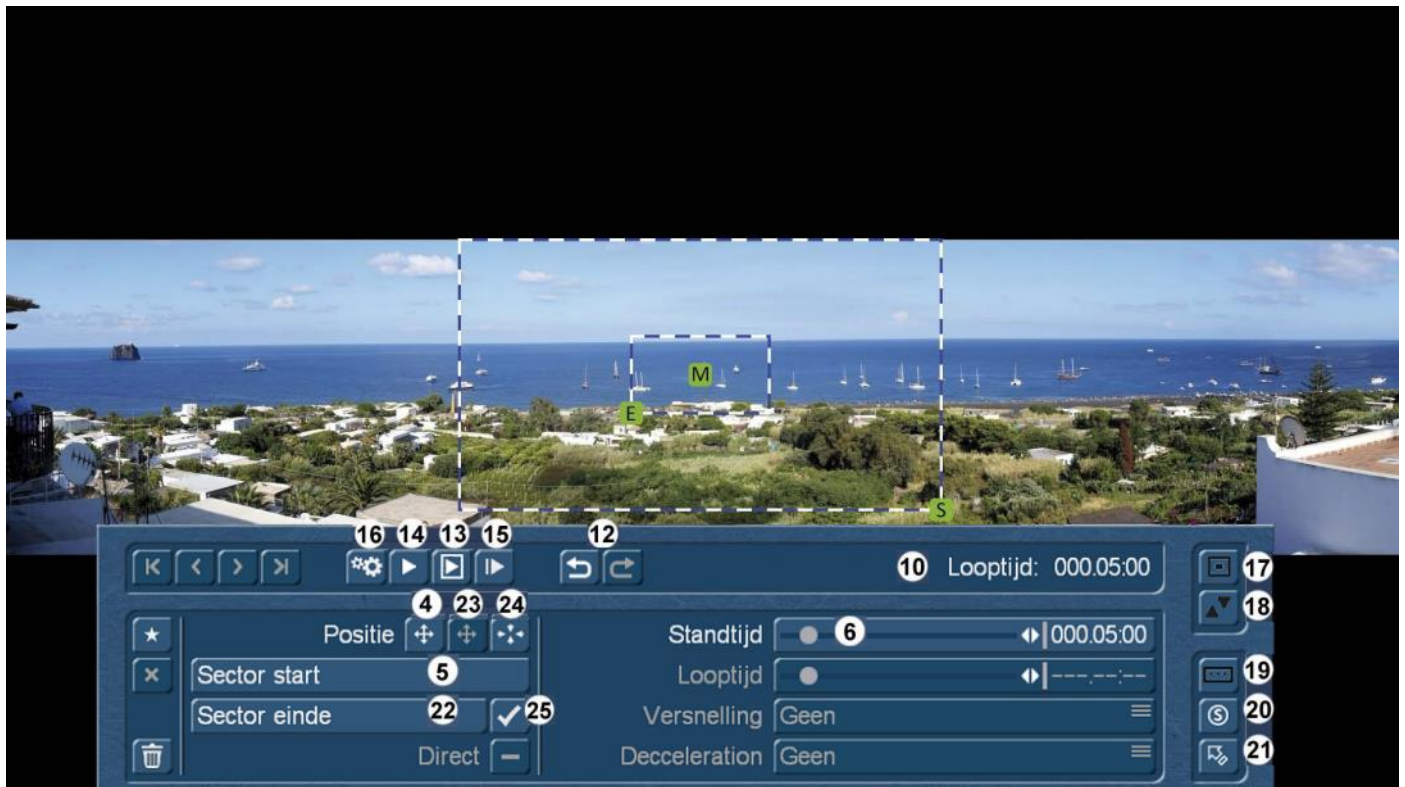 M
E
S
16 14 13 15 12
10 Looptijd: 000.05:00 17
18
4 23 24
Positie Standtijd 6 000.05:00
Sector start 5 Looptijd ---.--:-- 19
Sector einde 22 25 Versnelling Geen S 20
Direct Decceleration Geen 21